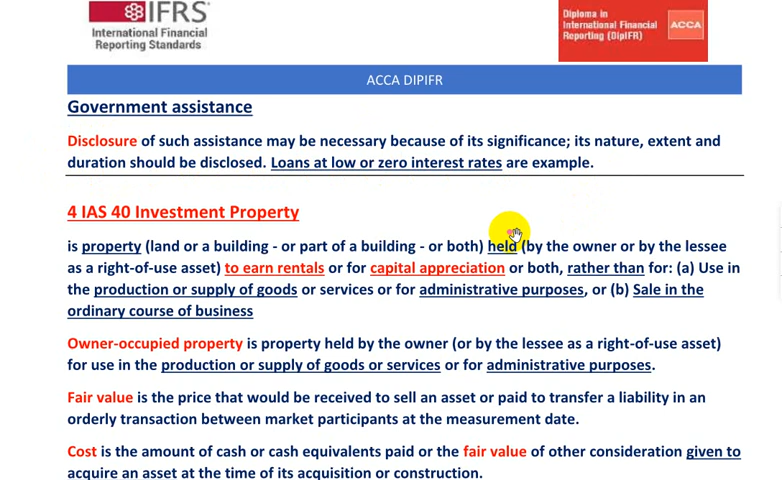 IFRS
International Financial
Reporting Standards
Diploma in
International Financial
Reporting (DipIFR)
ACCA
ACCA DIPIFR
Government assistance
Disclosure of such assistance may be necessary because of its significance; its nature, extent and
duration should be disclosed. Loans at low or zero interest rates are example.
4 IAS 40 Investment Property
is property (land or a building - or part of a building - or both) held (by the owner or by the lessee
as a right-of-use asset) to earn rentals or for capital appreciation or both, rather than for: (a) Use in
the production or supply of goods or services or for administrative purposes, or (b) Sale in the
ordinary course of business
Owner-occupied property is property held by the owner (or by the lessee as a right-of-use asset)
for use in the production or supply of goods or services or for administrative purposes.
Fair value is the price that would be received to sell an asset or paid to transfer a liability in an
orderly transaction between market participants at the measurement date.
Cost is the amount of cash or cash equivalents paid or the fair value of other consideration given to
acquire an asset at the time of its acquisition or construction.